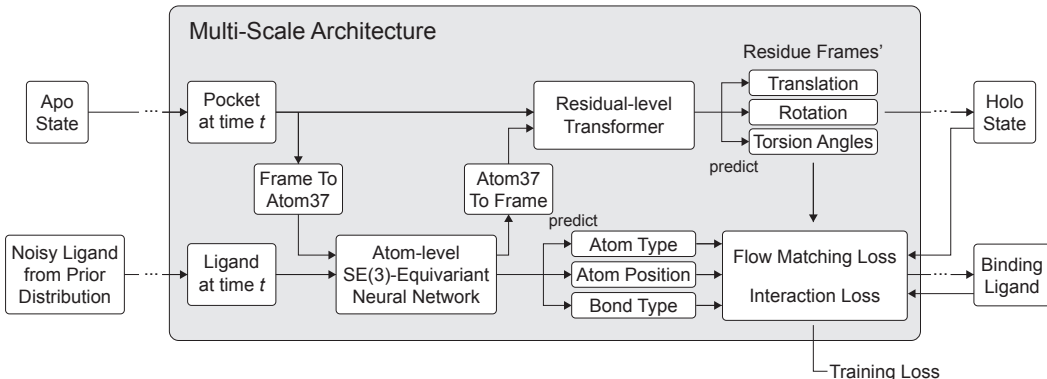 Multi-Scale Architecture
Residue Frames'
Apo
State
...
Pocket
at time t
Residual-level
Transformer
Translation
Rotation
Torsion Angles
predict
...
Holo
State
Frame To
Atom37
Atom37
To Frame
predict
Noisy Ligand
from Prior
Distribution
...
Ligand
at time t
Atom-level
SE(3)-Equivariant
Neural Network
Atom Type
Atom Position
Bond Type
Flow Matching Loss
Interaction Loss
...
Binding
Ligand
Training Loss